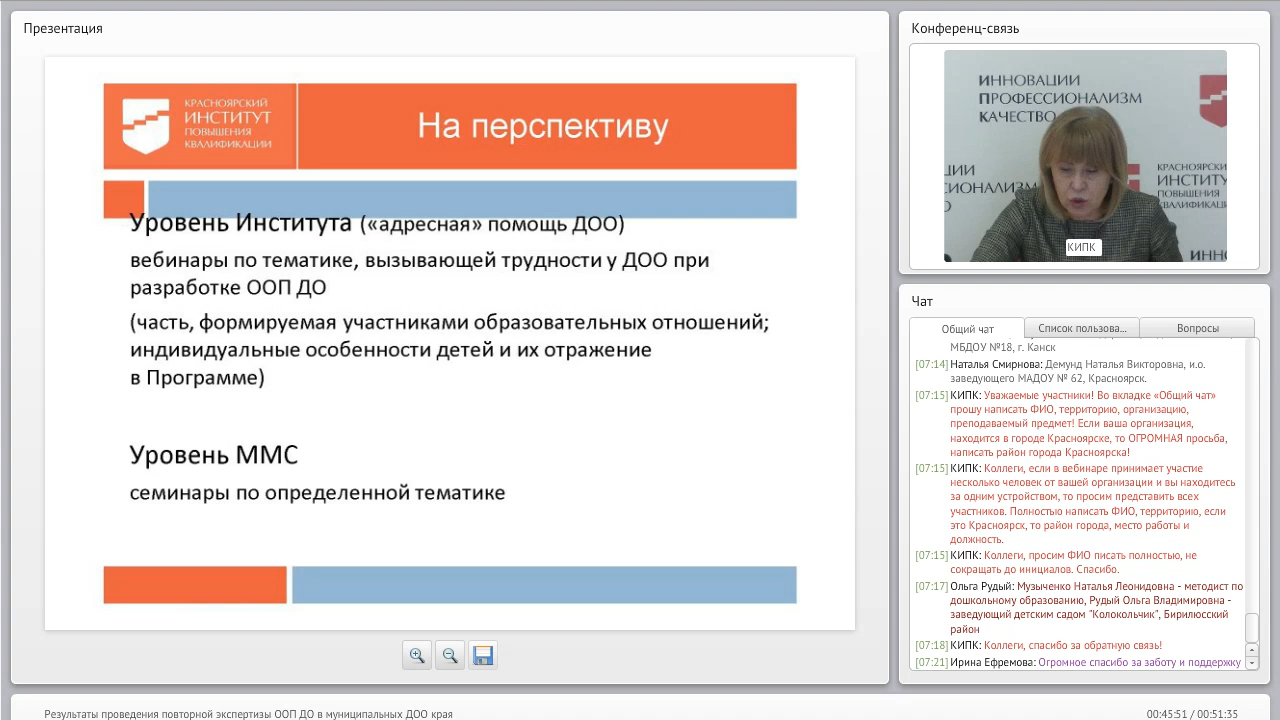 Презентация
КРАСНОЯРСКИЙ
ИНСТИТУТ
ПОВЫШЕНИЯ
КВАЛИФИКАЦИИ
На перспективу
Уровень Института («адресная» помощь ДОО)
вебинары по тематике, вызывающей трудности у ДОО при
разработке ООП ДО
(часть, формируемая участниками образовательных отношений;
индивидуальные особенности детей и их отражение
в Программе)
Уровень ММС
семинары по определенной тематике
Результаты проведения повторной экспертизы ООП ДО в муниципальных ДОО края
00:45:51 / 00:51:35
Конференц-связь
ИННОВАЦИИ
ПРОФЕССИОНАЛИЗМ
КАЧЕСТВО
КРАСНОЯРСКИЙ
ИНСТИТУ
ПОВЫШЕНИЯ
КВАЛИФИКАЦ
ЦИИ
СИОНАЛИЗМ
О
ИНН
КИПК
Чат
Общий чат
Список пользова...
Вопросы
МБДОУ №18, г. Канск
[07:14] Наталья Смирнова: Демунд Наталья Викторовна, и.о.
заведующего МАДОУ № 62, Красноярск.
[07:15] КИПК: Уважаемые участники! Во вкладке «Общий чат»
прошу написать ФИО, территорию, организацию,
преподаваемый предмет! Если ваша организация,
находится в городе Красноярске, то ОГРОМНАЯ просьба,
написать район города Красноярска!
[07:15] КИПК: Коллеги, если в вебинаре принимает участие
несколько человек от вашей организации и вы находитесь
за одним устройством, то просим представить всех
участников. Полностью написать ФИО, территорию, если
это Красноярск, то район города, место работы и
должность.
[07:15] КИПК: Коллеги, просим ФИО писать полностью, не
сокращать до инициалов. Спасибо.
[07:17] Ольга Рудый: Музыченко Наталья Леонидовна - методист по
дошкольному образованию, Рудый Ольга Владимировна -
заведующий детским садом "Колокольчик", Бирилюсский
район
[07:18] КИПК: Коллеги, спасибо за обратную связь!
[07:21] Ирина Ефремова: Огромное спасибо за заботу и поддержку